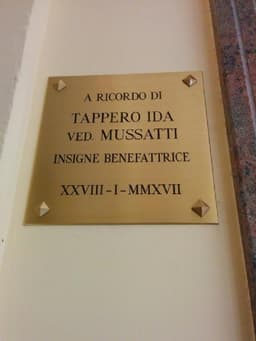 A RICORDO DI
TAPPERO IDA
VED. MUSSATTI
INSIGNE BENEFATTRICE
XXVIII-I-MMXVII